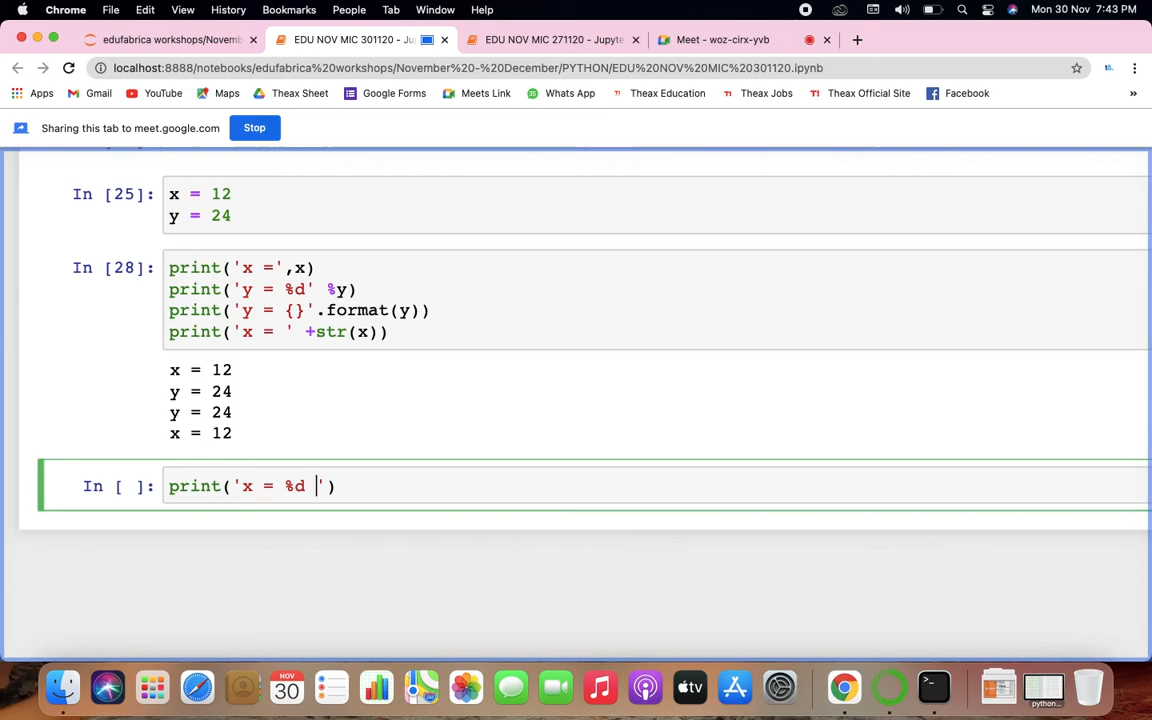 Chrome File Edit View History Bookmarks People Tab Window Help Mon 30 Nov 7:43 PM
edufabrica workshops/Novemb EDU NOV MIC 301120 - Ju EDU NOV MIC 271120 - Jupyte Meet - woz-cirx-yvb
localhost:8888/notebooks/edufabrica%20workshops/November%20-%20December/PYTHON/EDU%20NOV%20MIC%20301120.ipynb
Apps Gmail YouTube Maps Theax Sheet Google Forms Meets Link Whats App Theax Education Theax Jobs Theax Official Site Facebook »
Sharing this tab to meet.google.com Stop
In [25]: x = 12
y = 24
In [28]: print('x =',x)
print('y = %d' %y)
print('y = {}'.format(y))
print('x = ' +str(x))
x = 12
y = 24
y = 24
x = 12
In [ ]: print('x = %d ')
NOV
30
tv
python...